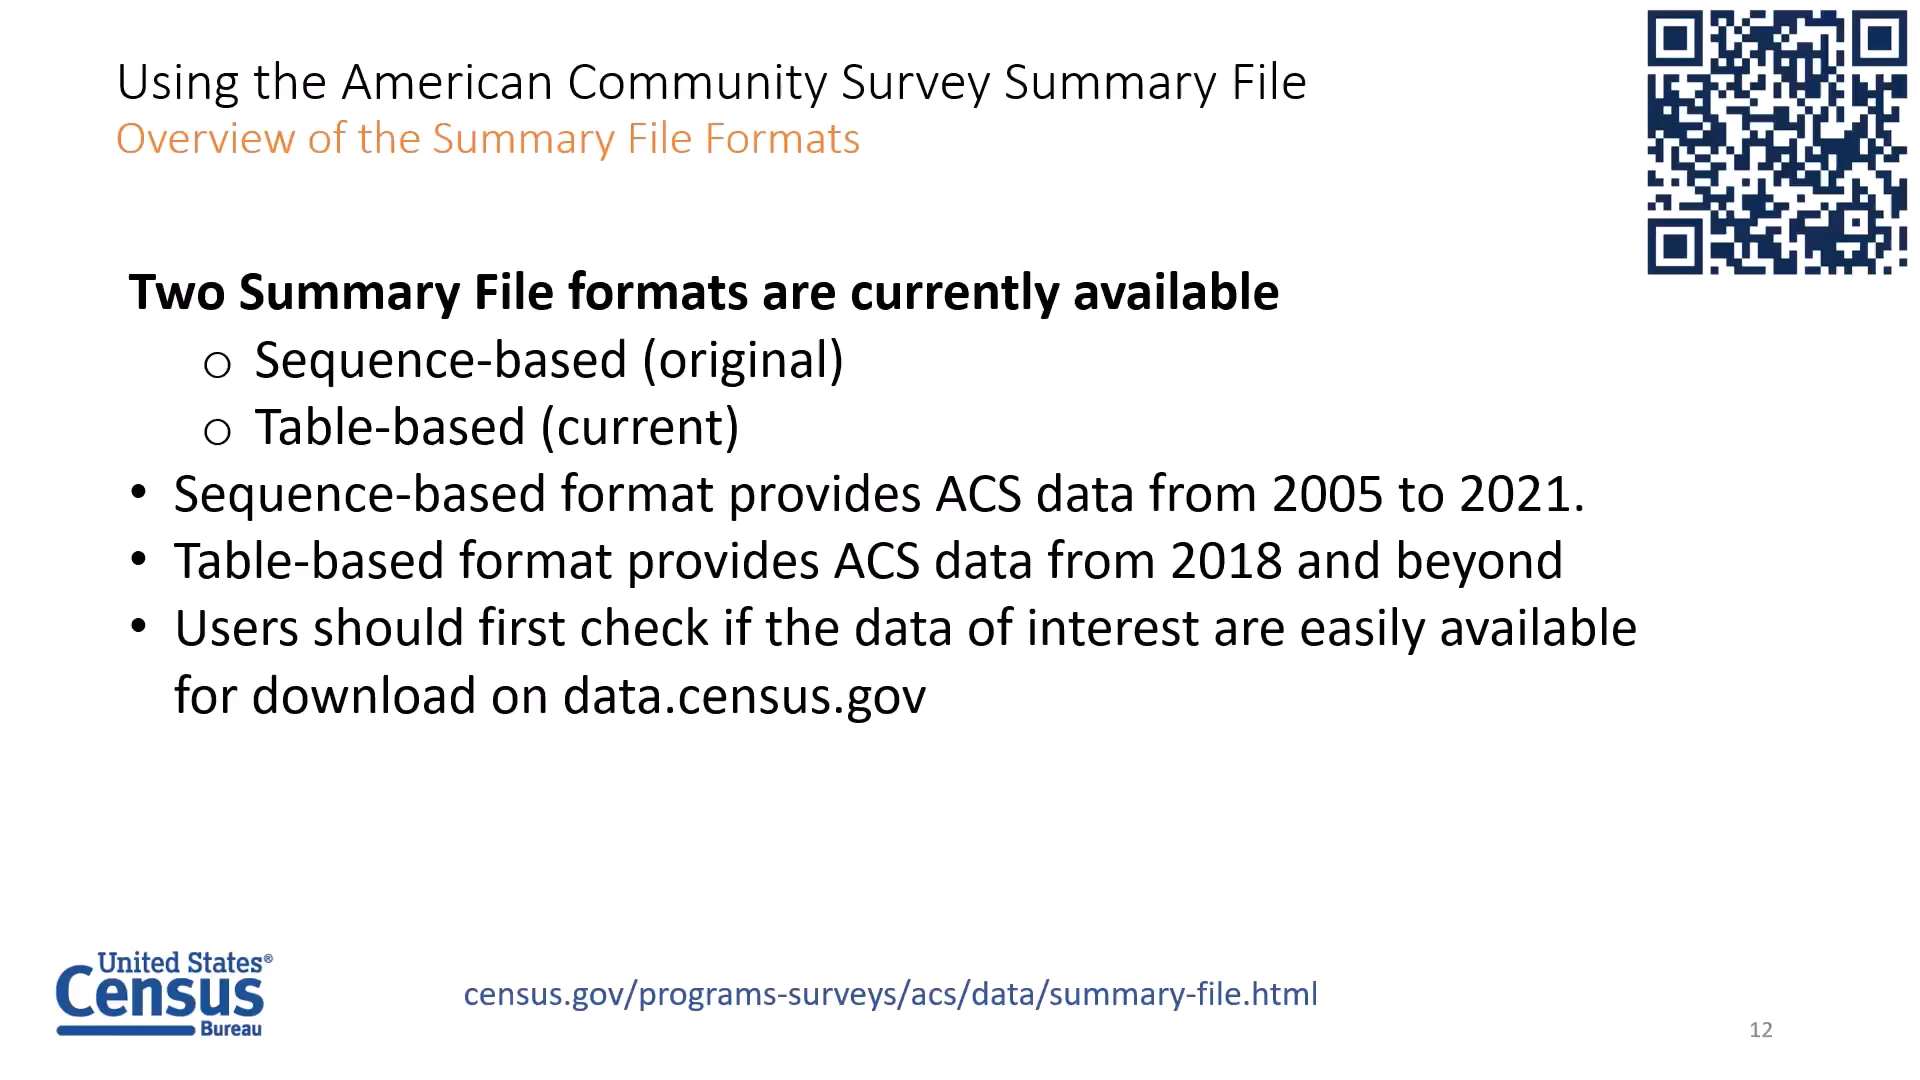 Using the American Community Survey Summary File
Overview of the Summary File Formats
Two Summary File formats are currently available
o Sequence-based (original)
o Table-based (current)
• Sequence-based format provides ACS data from 2005 to 2021.
• Table-based format provides ACS data from 2018 and beyond
• Users should first check if the data of interest are easily available
for download on data.census.gov
United States®
Census
Bureau
census.gov/programs-surveys/acs/data/summary-file.html
12